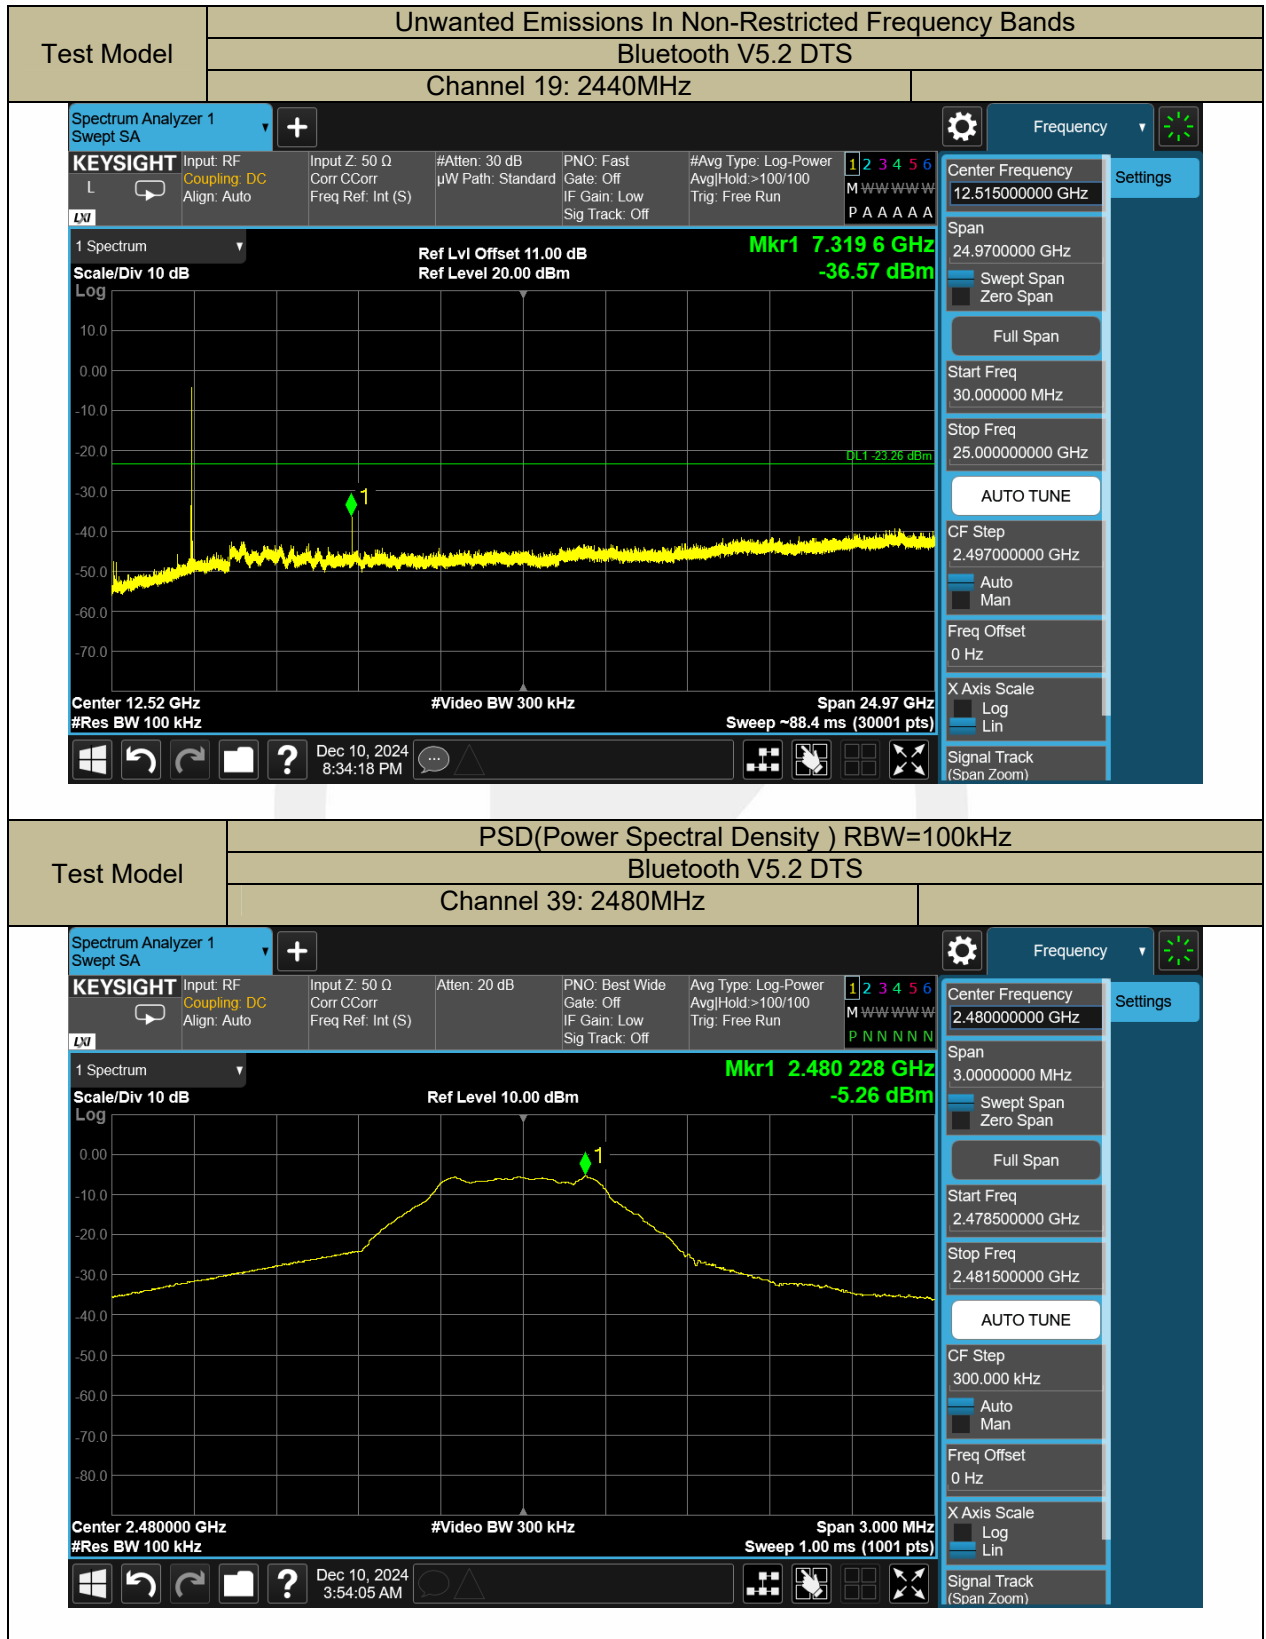 Test Model
Unwanted Emissions In Non-Restricted Frequency Bands
Bluetooth V5.2 DTS
Channel 19: 2440MHz
Spectrum Analyzer 1
Swept SA
Frequency
KEYSIGHT
L
LXI
Input: RF
Coupling: DC
Align: Auto
Input Z: 50 Ω
Corr CCorr
Freq Ref: Int (S)
#Atten: 30 dB
µW Path: Standard
PNO: Fast
Gate: Off
IF Gain: Low
Sig Track: Off
#Avg Type: Log-Power
Avg|Hold:>100/100
Trig: Free Run
1 2 3 4 5 6
M W W W W W
P A A A A A
1 Spectrum
Scale/Div 10 dB
Log
Ref Lvl Offset 11.00 dB
Ref Level 20.00 dBm
Mkr1 7.319 6 GHz
-36.57 dBm
10.0
0.00
-10.0
-20.0
-30.0
-40.0
-50.0
-60.0
-70.0
DL1 -23.26 dBm
1
Center 12.52 GHz
#Res BW 100 kHz
#Video BW 300 kHz
Span 24.97 GHz
Sweep ~88.4 ms (30001 pts)
Dec 10, 2024
8:34:18 PM
Center Frequency
12.515000000 GHz
Span
24.9700000 GHz
Swept Span
Zero Span
Full Span
Start Freq
30.000000 MHz
Stop Freq
25.000000000 GHz
AUTO TUNE
CF Step
2.497000000 GHz
Auto
Man
Freq Offset
0 Hz
X Axis Scale
Log
Lin
Signal Track
(Span Zoom)
Settings
Test Model
PSD(Power Spectral Density ) RBW=100kHz
Bluetooth V5.2 DTS
Channel 39: 2480MHz
Spectrum Analyzer 1
Swept SA
Frequency
KEYSIGHT
LXI
Input: RF
Coupling: DC
Align: Auto
Input Z: 50 Ω
Corr CCorr
Freq Ref: Int (S)
Atten: 20 dB
PNO: Best Wide
Gate: Off
IF Gain: Low
Sig Track: Off
Avg Type: Log-Power
Avg|Hold:>100/100
Trig: Free Run
1 2 3 4 5 6
M W W W W W
P N N N N N
1 Spectrum
Scale/Div 10 dB
Log
Ref Level 10.00 dBm
Mkr1 2.480 228 GHz
-5.26 dBm
0.00
-10.0
-20.0
-30.0
-40.0
-50.0
-60.0
-70.0
-80.0
1
Center 2.480000 GHz
#Res BW 100 kHz
#Video BW 300 kHz
Span 3.000 MHz
Sweep 1.00 ms (1001 pts)
Dec 10, 2024
3:54:05 AM
Center Frequency
2.480000000 GHz
Span
3.00000000 MHz
Swept Span
Zero Span
Full Span
Start Freq
2.478500000 GHz
Stop Freq
2.481500000 GHz
AUTO TUNE
CF Step
300.000 kHz
Auto
Man
Freq Offset
0 Hz
X Axis Scale
Log
Lin
Signal Track
(Span Zoom)
Settings